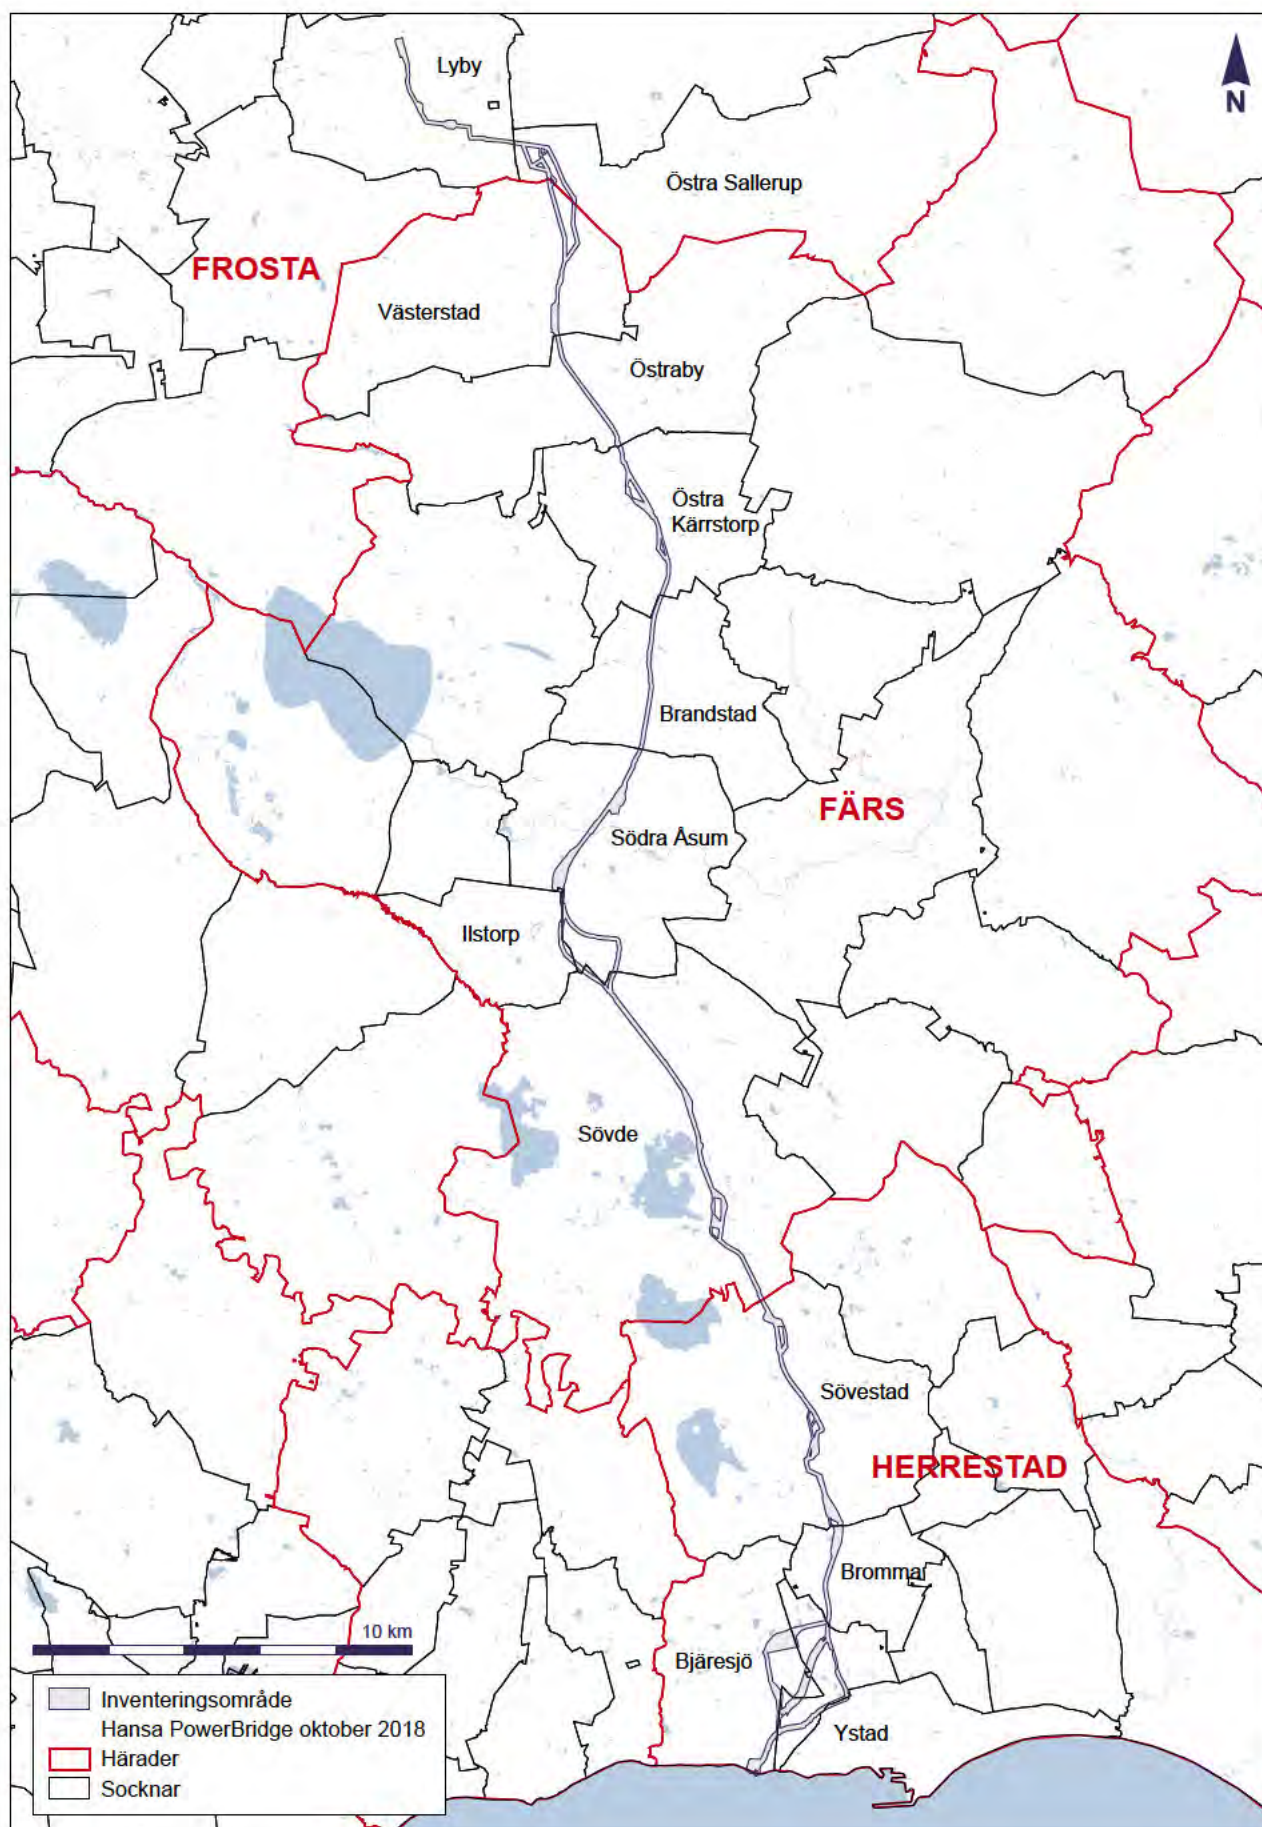 Lyby
N
Östra Sallerup
FROSTA
Västerstad
Östraby
Östra
Kärrstorp
Brandstad
FÄRS
Södra Åsum
Ilstorp
Sövde
Sövestad
HERRESTAD
Bromma
10 km
Bjäresjö
Inventeringsområde
Hansa PowerBridge oktober 2018
Ystad
Härader
Socknar